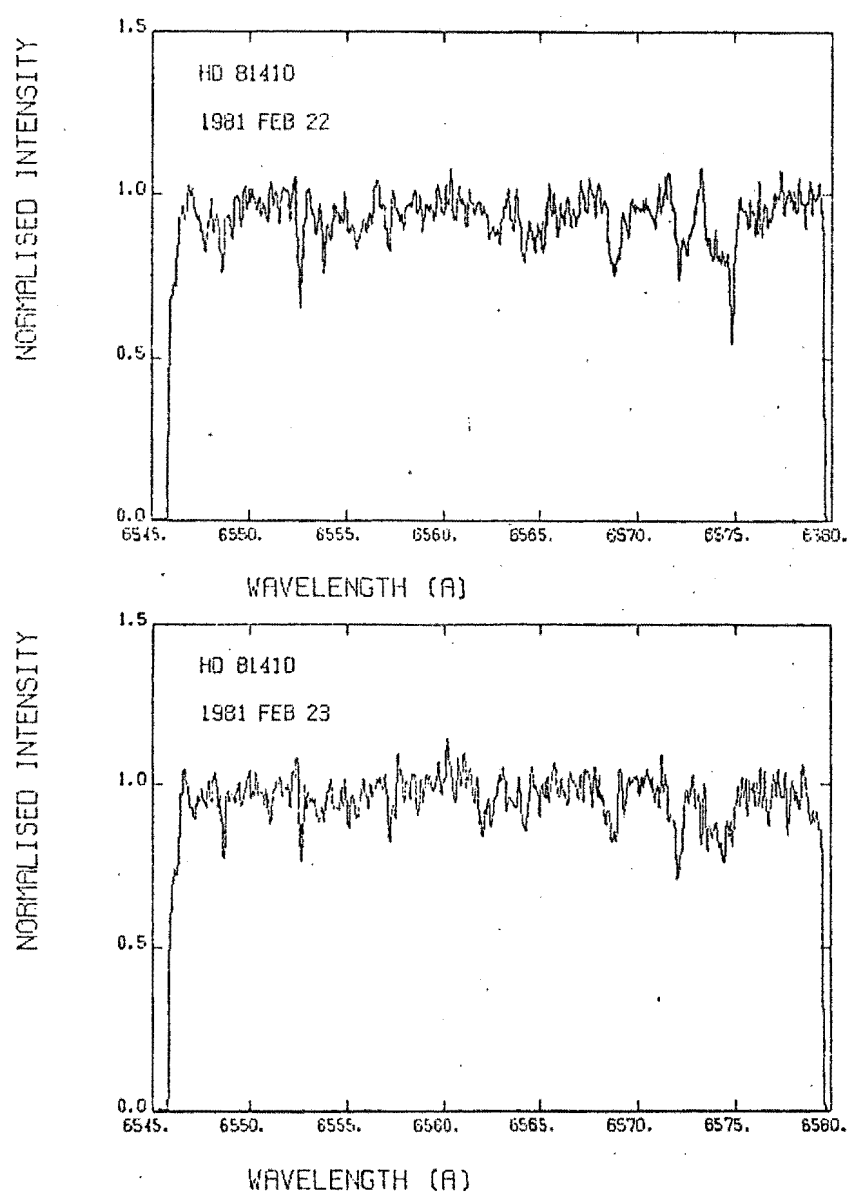 NORMALISED INTENSITY
1.5
1.0
0.5
0.0
HD 81410
1981 FEB 22
6545. 6550. 6555. 6560. 6565. 6570. 6575. 6580.
WAVELENGTH (A)
NORMALISED INTENSITY
1.5
1.0
0.5
0.0
HD 81410
1981 FEB 23
6545. 6550. 6555. 6560. 6565. 6570. 6575. 6580.
WAVELENGTH (A)